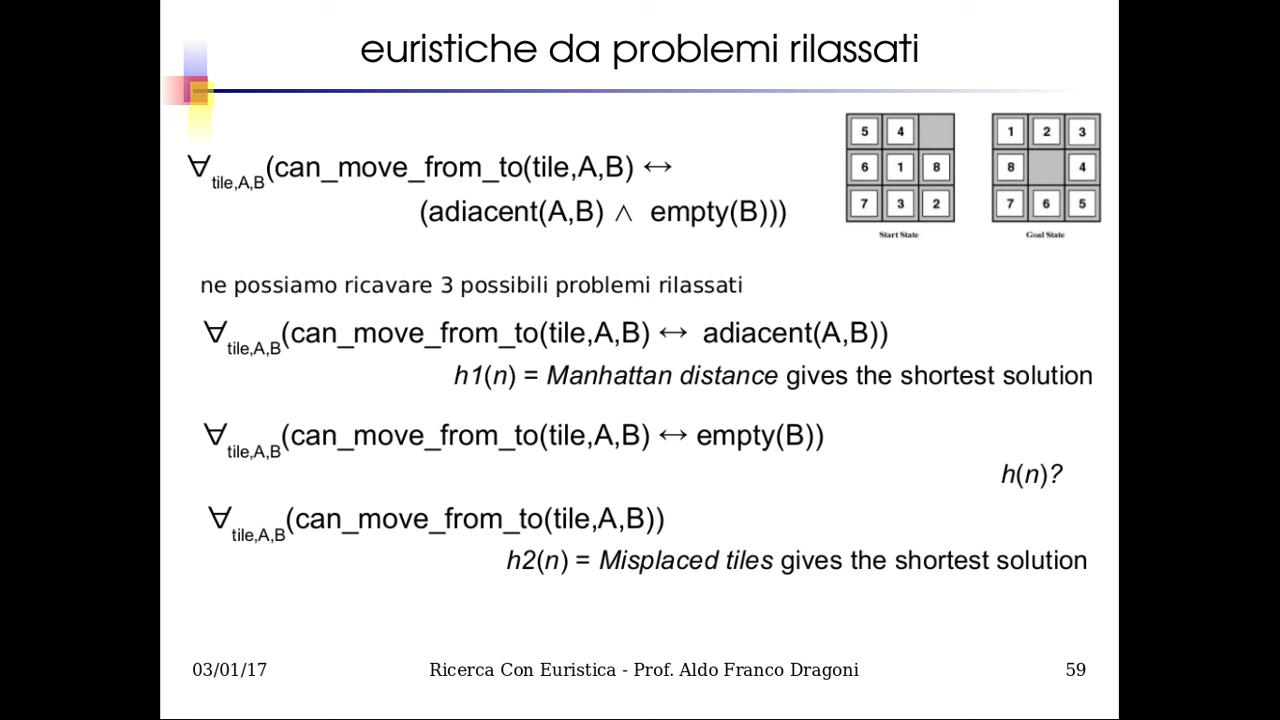 euristiche da problemi rilassati
∀tile,A,B(can_move_from_to(tile,A,B) ↔
(adiacent(A,B) ∧ empty(B)))
5 4
6 1 8
7 3 2
Start State
1 2 3
8 4
7 6 5
Goal State
ne possiamo ricavare 3 possibili problemi rilassati
∀tile,A,B(can_move_from_to(tile,A,B) ↔ adiacent(A,B))
h1(n) = Manhattan distance gives the shortest solution
∀tile,A,B(can_move_from_to(tile,A,B) ↔ empty(B))
h(n)?
∀tile,A,B(can_move_from_to(tile,A,B))
h2(n) = Misplaced tiles gives the shortest solution
03/01/17 Ricerca Con Euristica - Prof. Aldo Franco Dragoni 59